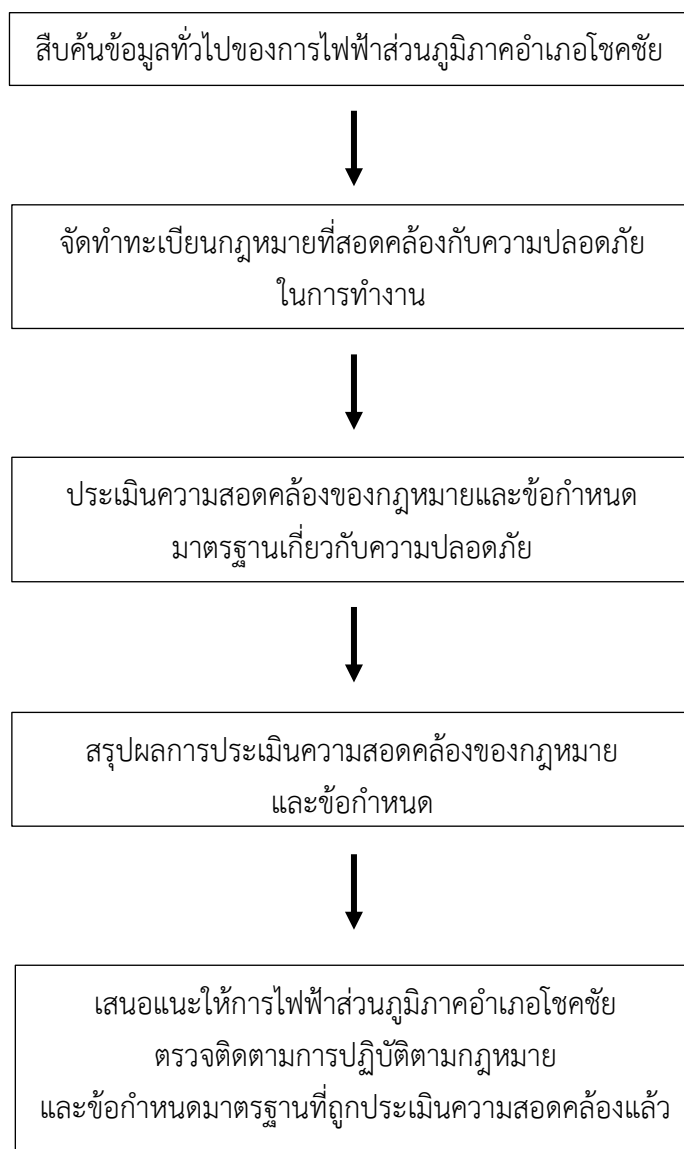 สืบค้นข้อมูลทั่วไปของการไฟฟ้าส่วนภูมิภาคอำเภอโชคชัย
จัดทำทะเบียนกฎหมายที่สอดคล้องกับความปลอดภัย
ในการทำงาน
ประเมินความสอดคล้องของกฎหมายและข้อกำหนด
มาตรฐานเกี่ยวกับความปลอดภัย
สรุปผลการประเมินความสอดคล้องของกฎหมาย
และข้อกำหนด
เสนอแนะให้การไฟฟ้าส่วนภูมิภาคอำเภอโชคชัย
ตรวจติดตามการปฏิบัติตามกฎหมาย
และข้อกำหนดมาตรฐานที่ถูกประเมินความสอดคล้องแล้ว